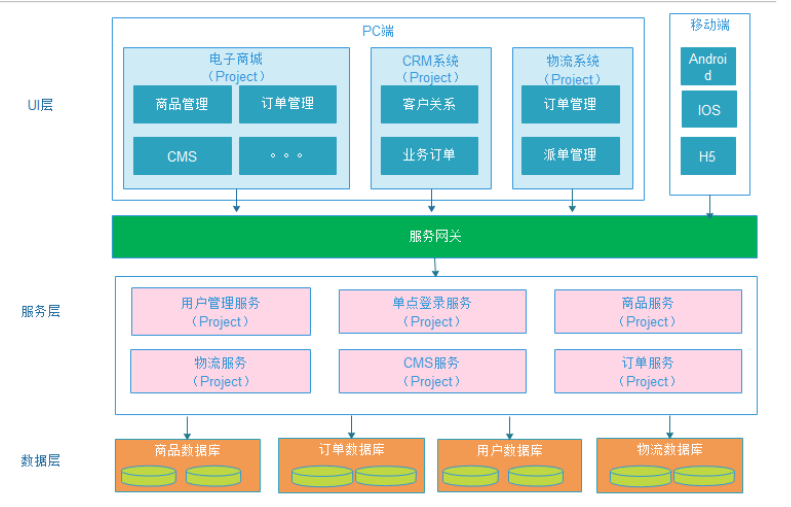 PC端
移动端
电子商城
（Project）
CRM系统
（Project）
物流系统
（Project）
Androi
d
商品管理
订单管理
客户关系
订单管理
IOS
UI层
CMS
。。。
业务订单
派单管理
H5
服务网关
服务层
用户管理服务
（Project）
单点登录服务
（Project）
商品服务
（Project）
物流服务
（Project）
CMS服务
（Project）
订单服务
（Project）
数据层
商品数据库
订单数据库
用户数据库
物流数据库